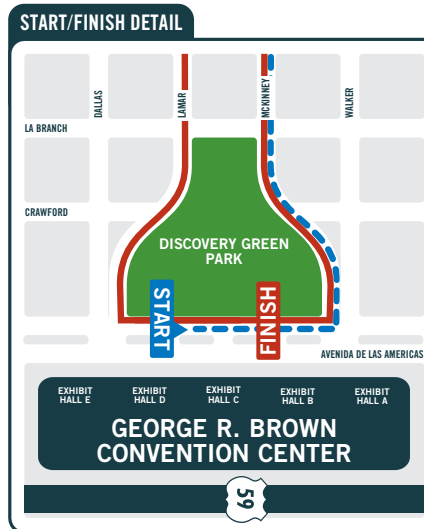 START/FINISH DETAIL
DALLAS
LAMAR
MCKINNEY
WALKER
LA BRANCH
CRAWFORD
DISCOVERY GREEN
PARK
START
FINISH
AVENIDA DE LAS AMERICAS
EXHIBIT
HALL E
EXHIBIT
HALL D
EXHIBIT
HALL C
EXHIBIT
HALL B
EXHIBIT
HALL A
GEORGE R. BROWN
CONVENTION CENTER
59